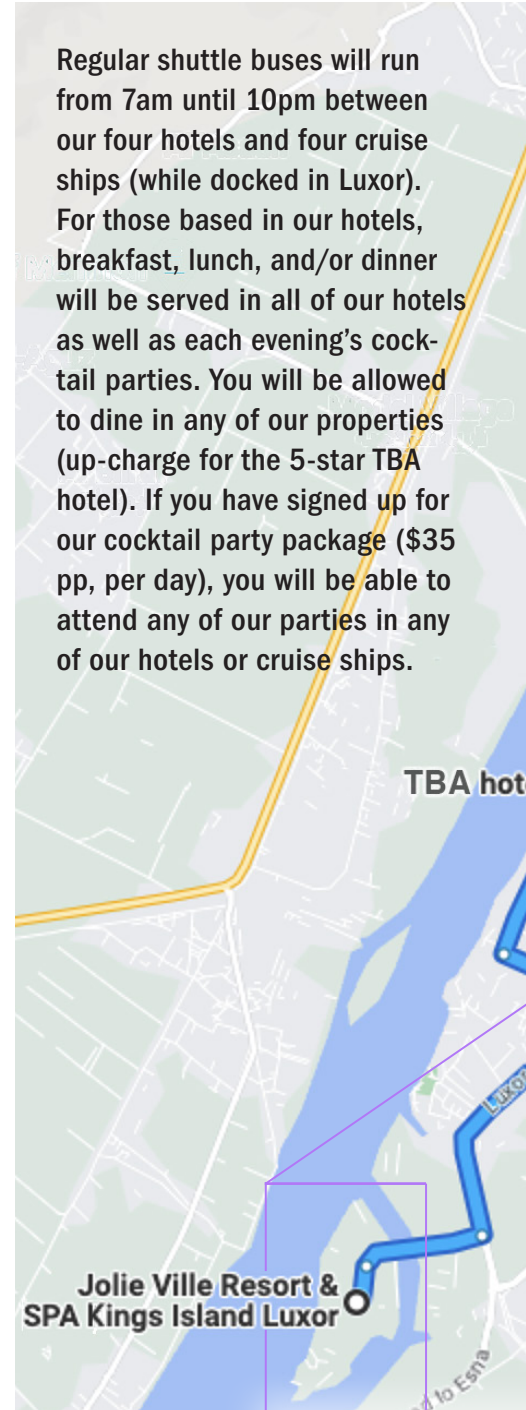 Regular shuttle buses will run
from 7am until 10pm between
our four hotels and four cruise
ships (while docked in Luxor).
For those based in our hotels,
breakfast, lunch, and/or dinner
will be served in all of our hotels
as well as each evening’s cock-
tail parties. You will be allowed
to dine in any of our properties
(up-charge for the 5-star TBA
hotel). If you have signed up for
our cocktail party package ($35
pp, per day), you will be able to
attend any of our parties in any
of our hotels or cruise ships.
TBA hot
Luxor
Jolie Ville Resort &
SPA Kings Island Luxor
d to Esna